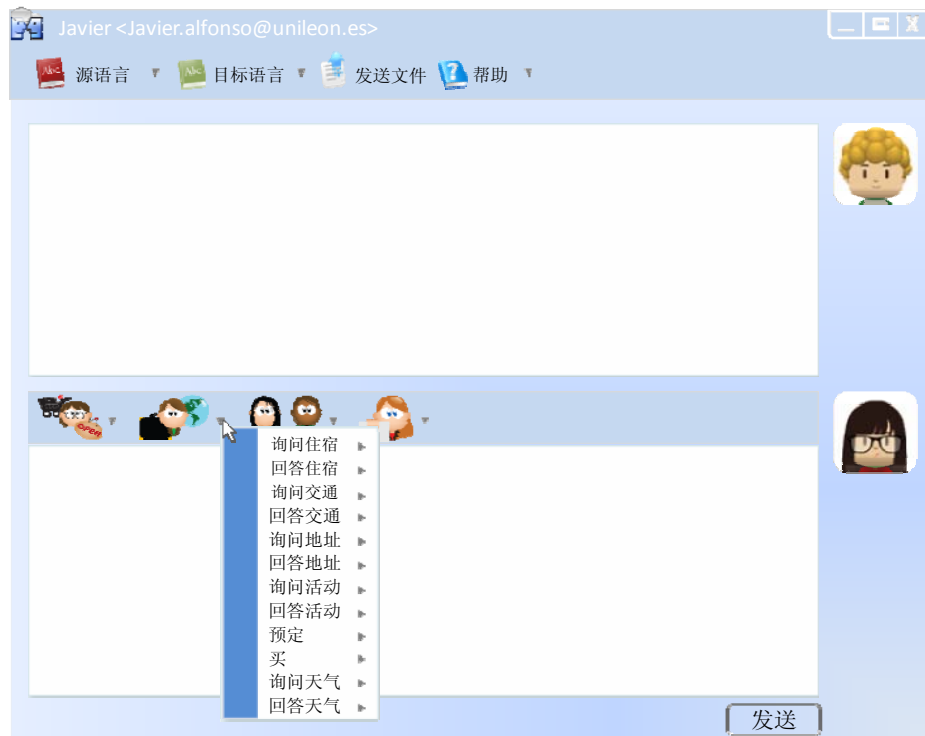 Javier <Javier.alfonso@unileon.es>
源语言 目标语言 发送文件 帮助
询问住宿
回答住宿
询问交通
回答交通
询问地址
回答地址
询问活动
回答活动
预定
买
询问天气
回答天气
发送